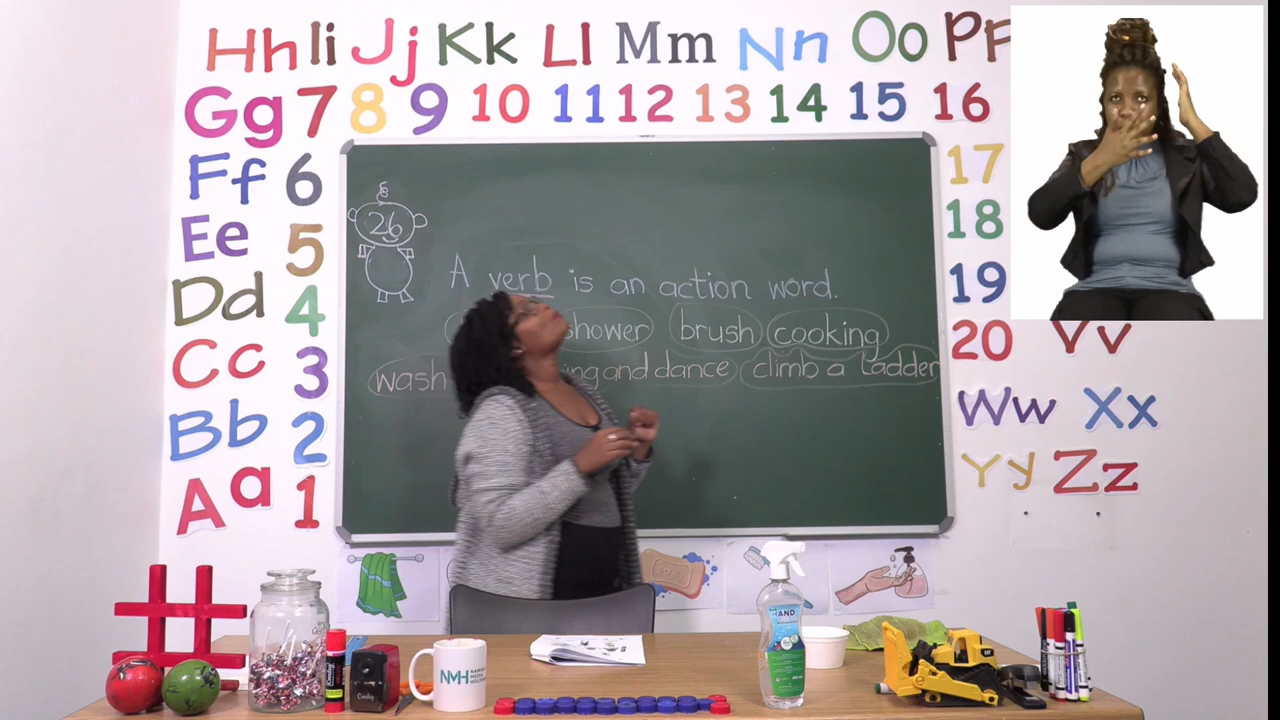 Hh Ii Jj Kk Ll Mm Nn Oo
Gg 7 8 9 10 11 12 13 14 15 16
Ff 6 17
Ee 5 18
Dd 4 19
Cc 3 20 Vv
Bb 2 Ww Xx
Aa 1 Yy Zz
26
A verb is an action word.
shower brush cooking
wash and dance climb a ladder
NMH
MEDIA
HAND